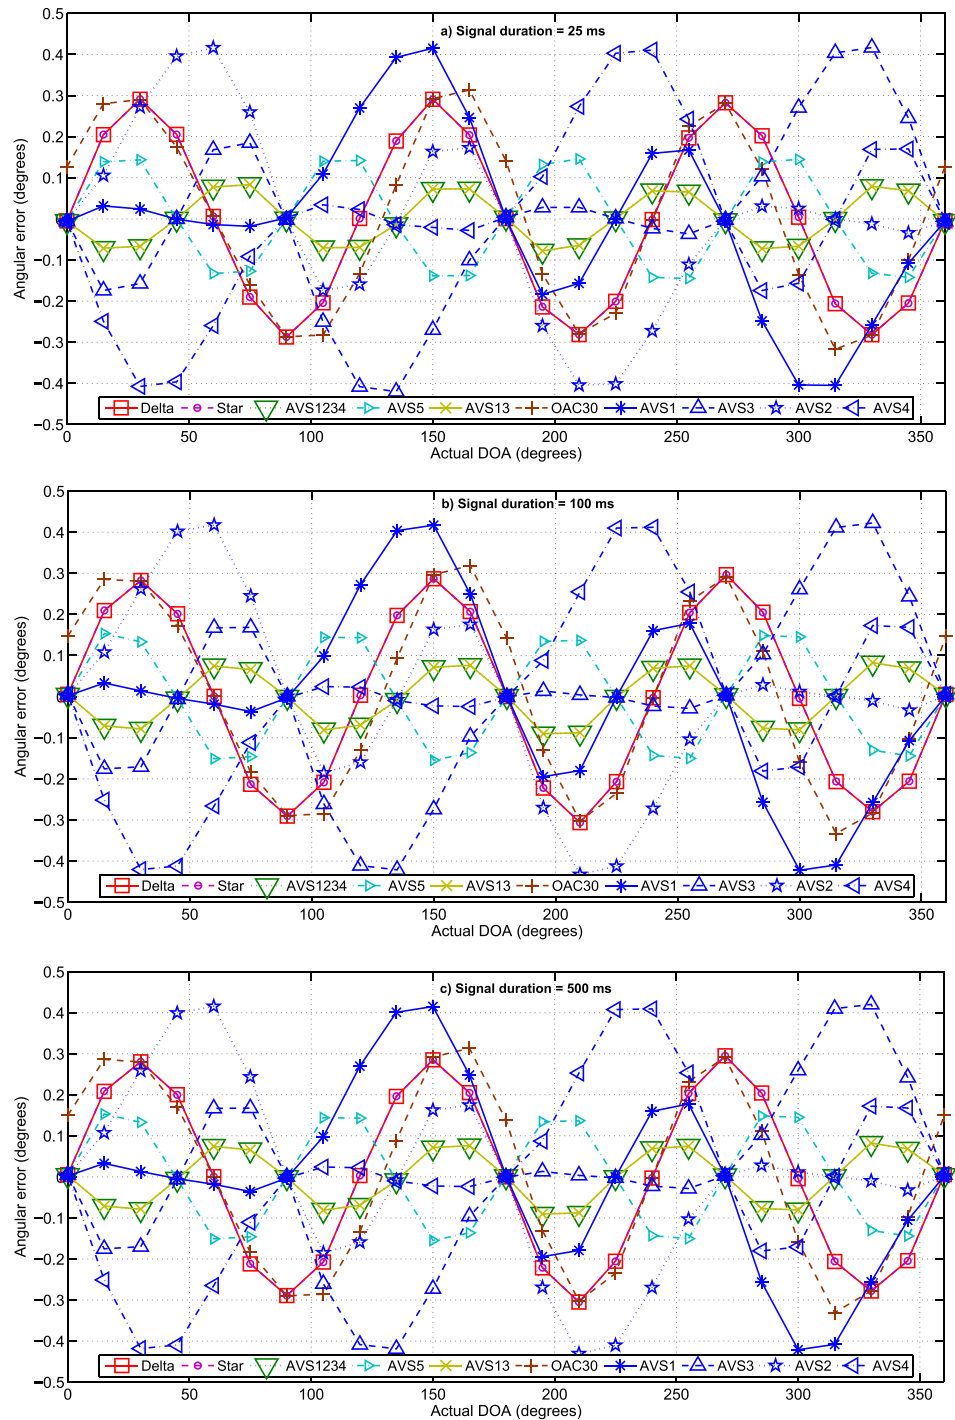 a) Signal duration = 25 ms
0.5
0.4
0.3
0.2
0.1
−0.1
−0.2
−0.3
−0.4
−0.5
Angular error (degrees)
Delta Star AVS1234 AVS5 AVS13 OAC30 AVS1 AVS3 AVS2 AVS4
0 50 100 150 200 250 300 350
Actual DOA (degrees)
b) Signal duration = 100 ms
0.5
0.4
0.3
0.2
0.1
−0.1
−0.2
−0.3
−0.4
−0.5
Angular error (degrees)
Delta Star AVS1234 AVS5 AVS13 OAC30 AVS1 AVS3 AVS2 AVS4
0 50 100 150 200 250 300 350
Actual DOA (degrees)
c) Signal duration = 500 ms
0.5
0.4
0.3
0.2
0.1
−0.1
−0.2
−0.3
−0.4
−0.5
Angular error (degrees)
Delta Star AVS1234 AVS5 AVS13 OAC30 AVS1 AVS3 AVS2 AVS4
0 50 100 150 200 250 300 350
Actual DOA (degrees)